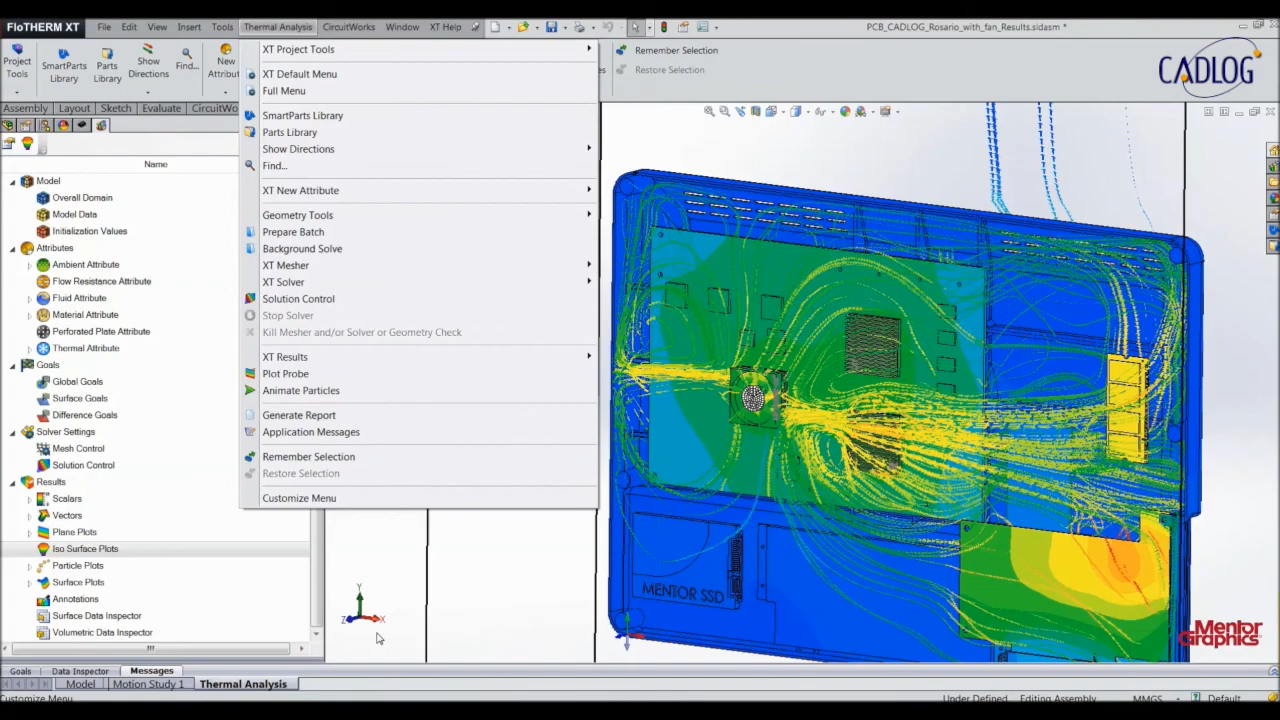 FloTHERM XT File Edit View Insert Tools Thermal Analysis CircuitWorks Window XT Help PCB_CADLOG_Rosario_with_fan_Results.sldasm *
Project Tools
SmartParts Library
Parts Library
Show Directions
Find...
New
Remember Selection
Restore Selection
CADLOG
Assembly Layout Sketch Evaluate
Name
Model
Overall Domain
Model Data
Initialization Values
Attributes
Ambient Attribute
Flow Resistance Attribute
Fluid Attribute
Material Attribute
Perforated Plate Attribute
Thermal Attribute
Goals
Global Goals
Surface Goals
Difference Goals
Solver Settings
Mesh Control
Solution Control
Results
Scalars
Vectors
Plane Plots
Iso Surface Plots
Particle Plots
Surface Plots
Annotations
Surface Data Inspector
Volumetric Data Inspector
XT Project Tools
XT Default Menu
Full Menu
SmartParts Library
Parts Library
Show Directions
Find...
XT New Attribute
Geometry Tools
Prepare Batch
Background Solve
XT Mesher
XT Solver
Solution Control
Stop Solver
Kill Mesher and/or Solver or Geometry Check
XT Results
Plot Probe
Animate Particles
Generate Report
Application Messages
Remember Selection
Restore Selection
Customize Menu
Y
Z X
MENTOR SSD
Mentor
Graphics
Goals Data Inspector Messages
Model Motion Study 1 Thermal Analysis
Customize Menu Under Defined Editing Assembly MMGS Default